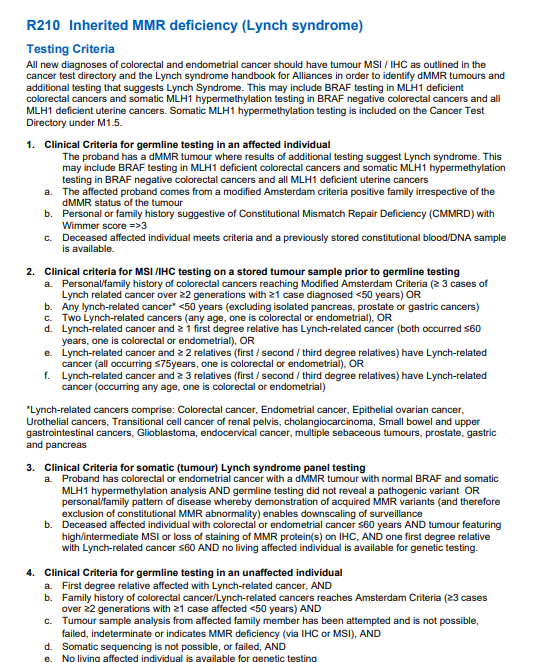 R210 Inherited MMR deficiency (Lynch syndrome)
Testing Criteria
All new diagnoses of colorectal and endometrial cancer should have tumour MSI / IHC as outlined in the
cancer test directory and the Lynch syndrome handbook for Alliances in order to identify dMMR tumours and
additional testing that suggests Lynch Syndrome. This may include BRAF testing in MLH1 deficient
colorectal cancers and somatic MLH1 hypermethylation testing in BRAF negative colorectal cancers and all
MLH1 deficient uterine cancers. Somatic MLH1 hypermethylation testing is included on the Cancer Test
Directory under M1.5.
1. Clinical Criteria for germline testing in an affected individual
The proband has a dMMR tumour where results of additional testing suggest Lynch syndrome. This
may include BRAF testing in MLH1 deficient colorectal cancers and somatic MLH1 hypermethylation
testing in BRAF negative colorectal cancers and all MLH1 deficient uterine cancers
a. The affected proband comes from a modified Amsterdam criteria positive family irrespective of the
dMMR status of the tumour
b. Personal or family history suggestive of Constitutional Mismatch Repair Deficiency (CMMRD) with
Wimmer score =>3
c. Deceased affected individual meets criteria and a previously stored constitutional blood/DNA sample
is available.
2. Clinical criteria for MSI /IHC testing on a stored tumour sample prior to germline testing
a. Personal/family history of colorectal cancers reaching Modified Amsterdam Criteria (≥ 3 cases of
Lynch related cancer over ≥2 generations with ≥1 case diagnosed <50 years) OR
b. Any lynch-related cancer* <50 years (excluding isolated pancreas, prostate or gastric cancers)
c. Two Lynch-related cancers (any age, one is colorectal or endometrial), OR
d. Lynch-related cancer and ≥ 1 first degree relative has Lynch-related cancer (both occurred ≤60
years, one is colorectal or endometrial), OR
e. Lynch-related cancer and ≥ 2 relatives (first / second / third degree relatives) have Lynch-related
cancer (all occurring ≤75years, one is colorectal or endometrial), OR
f. Lynch-related cancer and ≥ 3 relatives (first / second / third degree relatives) have Lynch-related
cancer (occurring any age, one is colorectal or endometrial)
*Lynch-related cancers comprise: Colorectal cancer, Endometrial cancer, Epithelial ovarian cancer,
Urothelial cancers, Transitional cell cancer of renal pelvis, cholangiocarcinoma, Small bowel and upper
gastrointestinal cancers, Glioblastoma, endocervical cancer, multiple sebaceous tumours, prostate, gastric
and pancreas
3. Clinical Criteria for somatic (tumour) Lynch syndrome panel testing
a. Proband has colorectal or endometrial cancer with a dMMR tumour with normal BRAF and somatic
MLH1 hypermethylation analysis AND germline testing did not reveal a pathogenic variant OR
personal/family pattern of disease whereby demonstration of acquired MMR variants (and therefore
exclusion of constitutional MMR abnormality) enables downscaling of surveillance
b. Deceased affected individual with colorectal or endometrial cancer ≤60 years AND tumour featuring
high/intermediate MSI or loss of staining of MMR protein(s) on IHC, AND one first degree relative
with Lynch-related cancer ≤60 AND no living affected individual is available for genetic testing.
4. Clinical Criteria for germline testing in an unaffected individual
a. First degree relative affected with Lynch-related cancer, AND
b. Family history of colorectal cancer/Lynch-related cancers reaches Amsterdam Criteria (≥3 cases
over ≥2 generations with ≥1 case affected <50 years) AND
c. Tumour sample analysis from affected family member has been attempted and is not possible,
failed, indeterminate or indicates MMR deficiency (via IHC or MSI), AND
d. Somatic sequencing is not possible, or failed, AND
e. No living affected individual is available for genetic testing